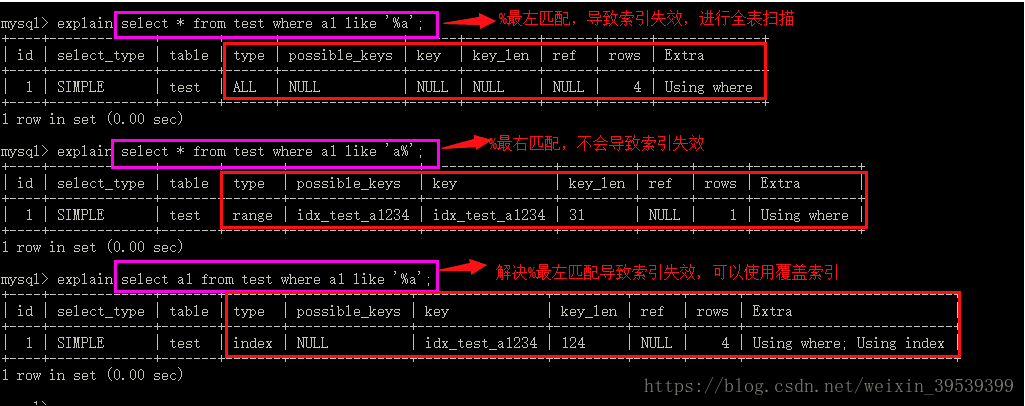 mysql> explain select * from test where a1 like '%a'; %最左匹配，导致索引失效，进行全表扫描
| id | select_type | table | type | possible_keys | key | key_len | ref | rows | Extra
| 1 | SIMPLE | test | ALL | NULL | NULL | NULL | NULL | 4 | Using where |
1 row in set (0.00 sec)
mysql> explain select * from test where a1 like 'a%'; %最右匹配，不会导致索引失效
| id | select_type | table | type | possible_keys | key | key_len | ref | rows | Extra |
| 1 | SIMPLE | test | range | idx_test_a1234 | idx_test_a1234 | 31 | NULL | 1 | Using where |
1 row in set (0.00 sec)
mysql> explain select a1 from test where a1 like '%a'; 解决%最左匹配导致索引失效，可以使用覆盖索引
| id | select_type | table | type | possible_keys | key | key_len | ref | rows | Extra |
| 1 | SIMPLE | test | index | NULL | idx_test_a1234 | 124 | NULL | 4 | Using where; Using index |
1 row in set (0.00 sec)
https://blog.csdn.net/weixin_39539399